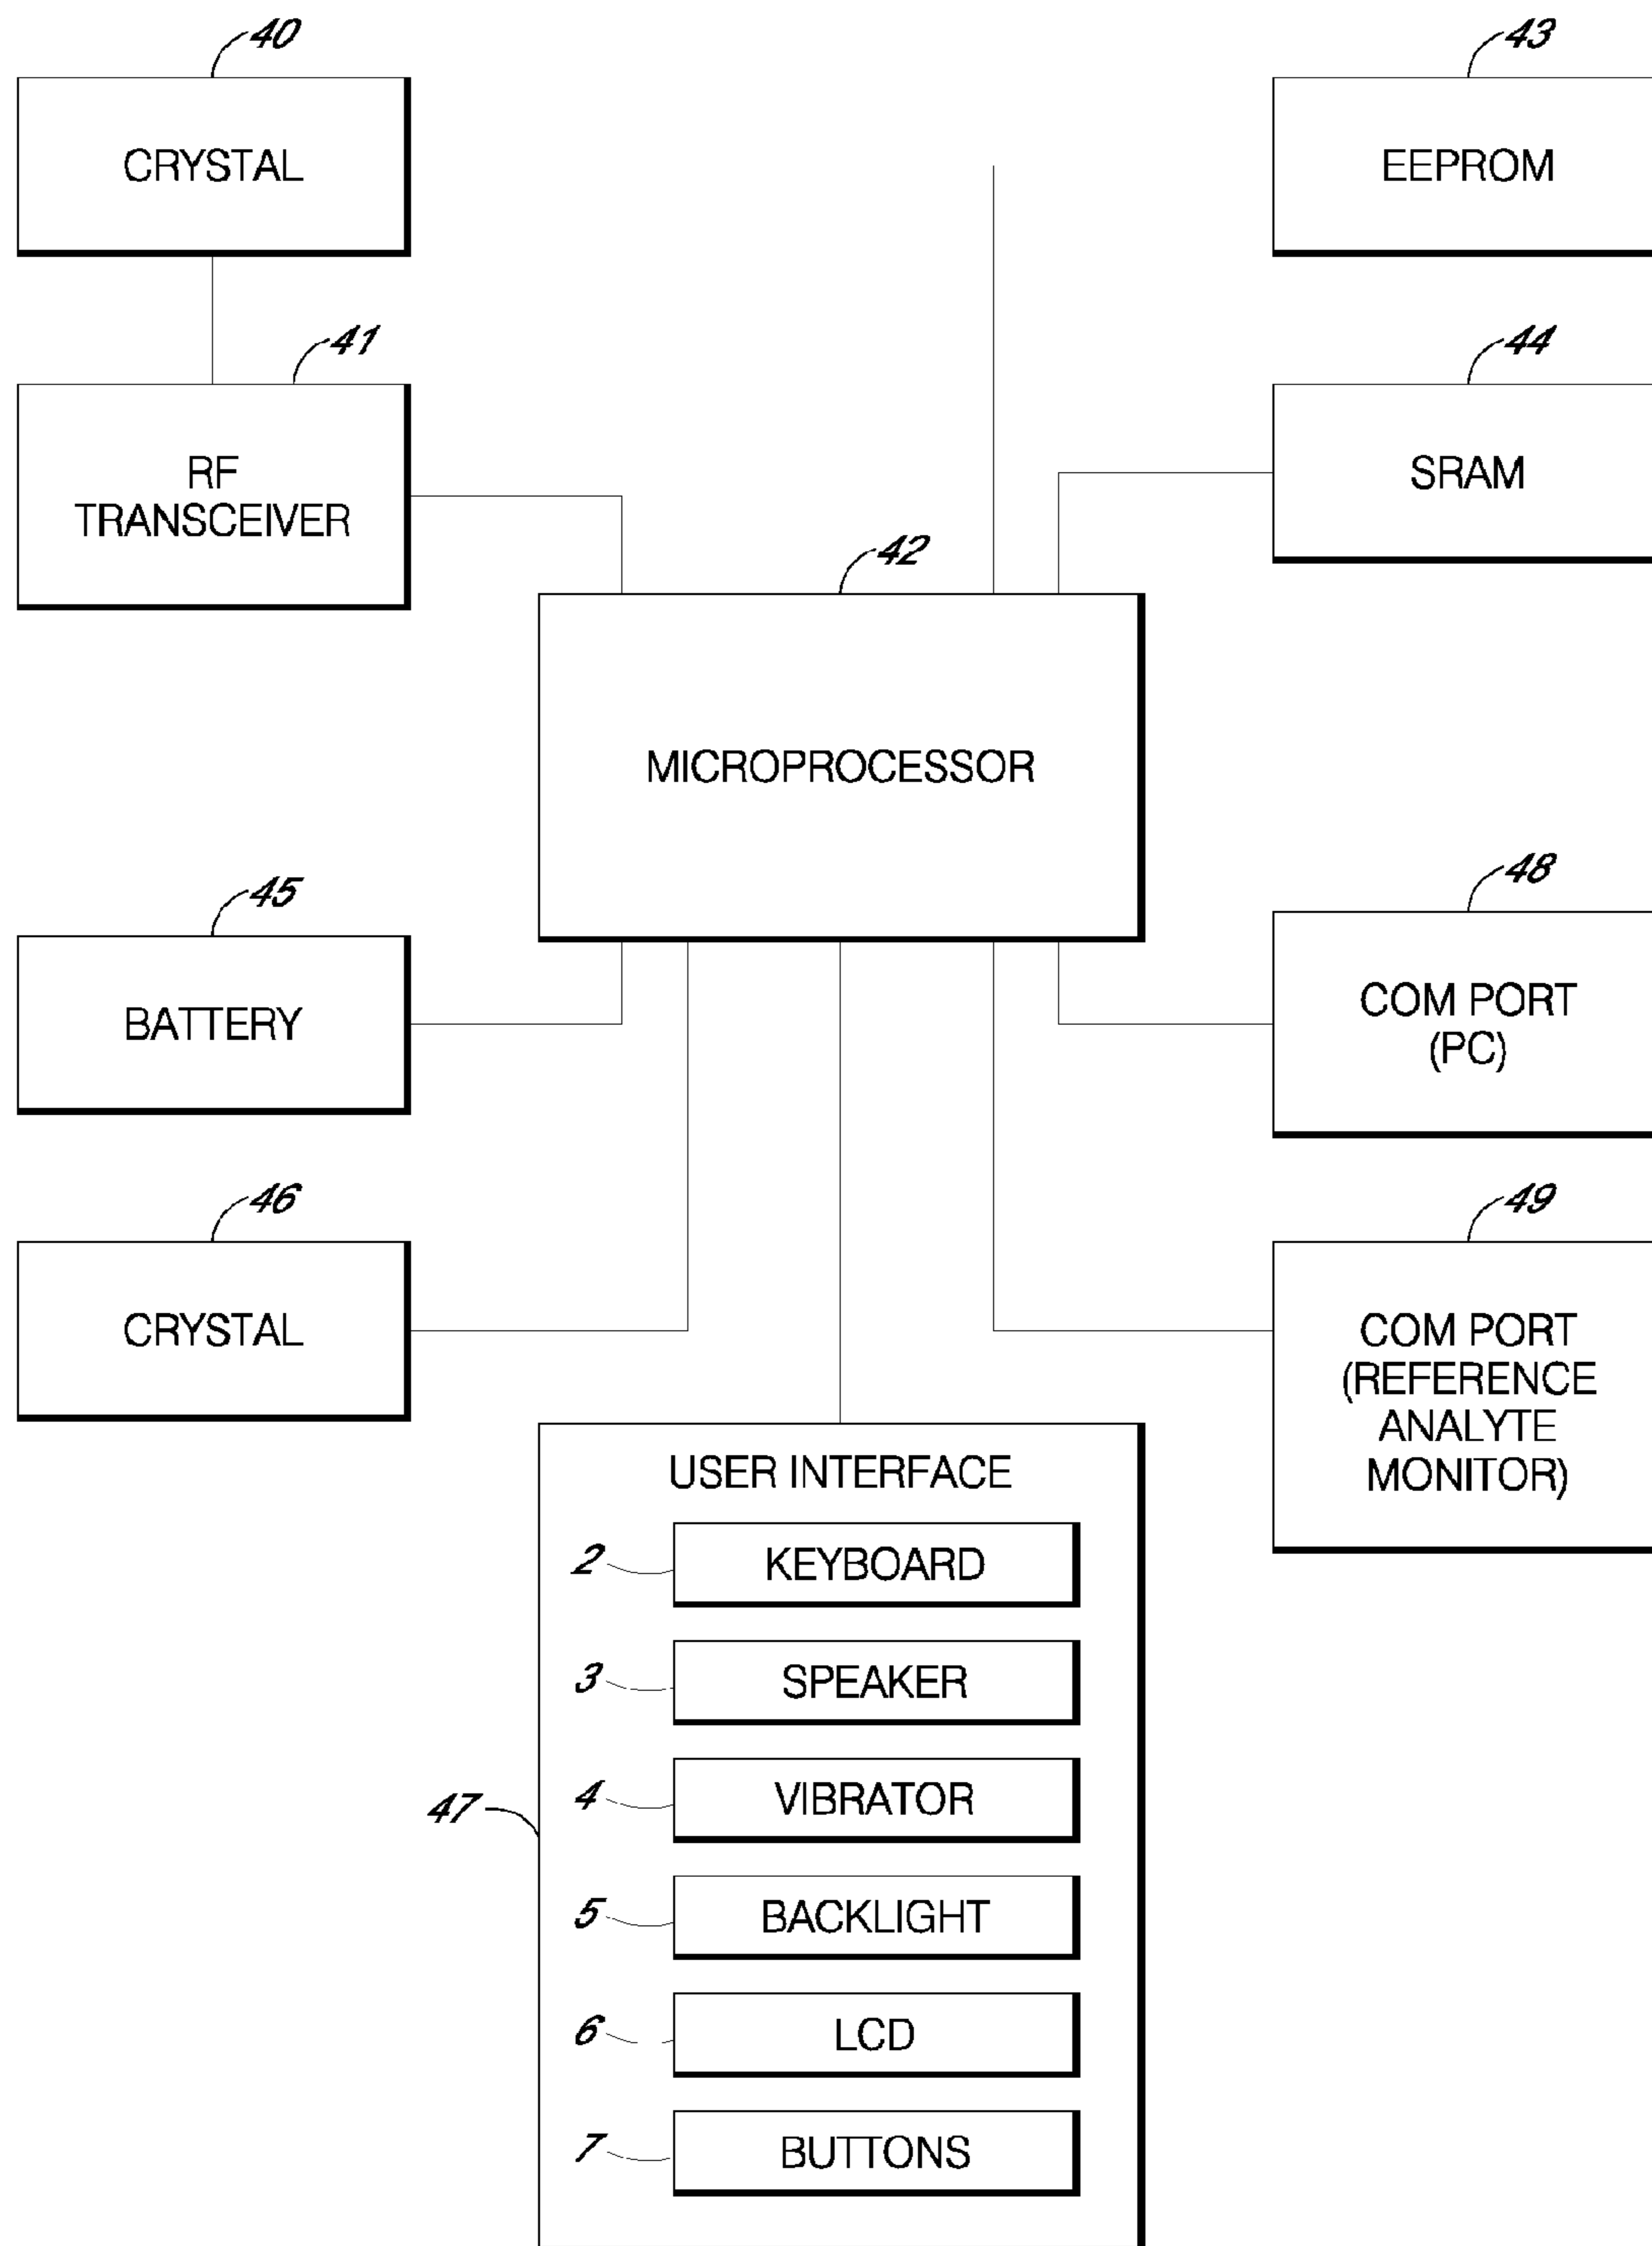 40
CRYSTAL
43
EEPROM
41
RF
TRANSCEIVER
44
SRAM
42
MICROPROCESSOR
45
BATTERY
48
COM PORT
(PC)
46
CRYSTAL
49
COM PORT
(REFERENCE
ANALYTE
MONITOR)
47
USER INTERFACE
2
KEYBOARD
3
SPEAKER
4
VIBRATOR
5
BACKLIGHT
6
LCD
7
BUTTONS